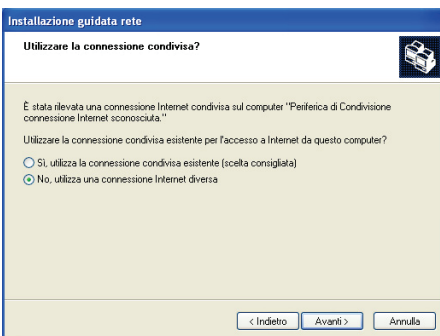 Installazione guidata rete
Utilizzare la connessione condivisa?
È stata rilevata una connessione Internet condivisa sul computer "Periferica di Condivisione
connessione Internet sconosciuta."
Utilizzare la connessione condivisa esistente per l'accesso a Internet da questo computer?
Sì, utilizza la connessione condivisa esistente (scelta consigliata)
No, utilizza una connessione Internet diversa
< Indietro Avanti > Annulla